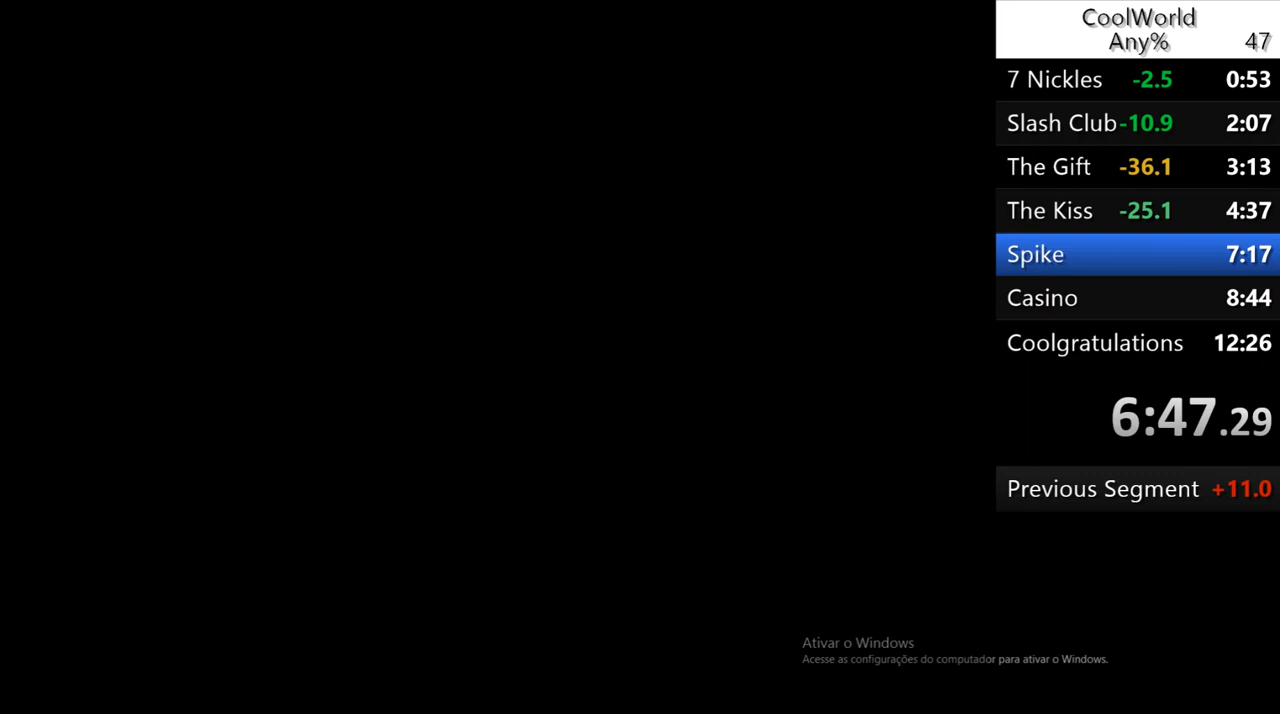 CoolWorld
Any% 47
7 Nickles -2.5 0:53
Slash Club -10.9 2:07
The Gift -36.1 3:13
The Kiss -25.1 4:37
Spike 7:17
Casino 8:44
Coolgratulations 12:26
6:47.29
Previous Segment +11.0
Ativar o Windows
Acesse as configurações do computador para ativar o Windows.